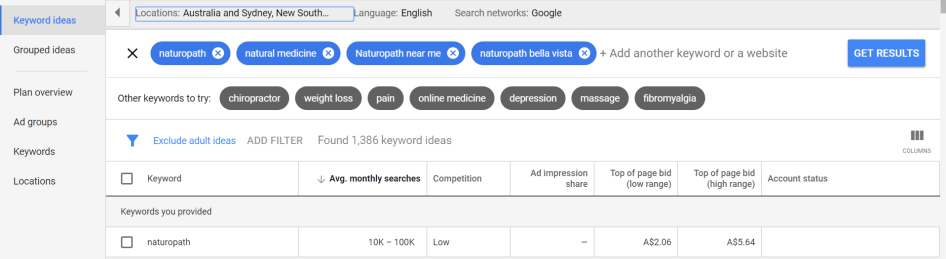 Keyword ideas
Grouped ideas
Plan overview
Ad groups
Keywords
Locations
Locations: Australia and Sydney, New South... Language: English Search networks: Google
naturopath natural medicine Naturopath near me naturopath bella vista + Add another keyword or a website GET RESULTS
Other keywords to try: chiropractor weight loss pain online medicine depression massage fibromyalgia
Exclude adult ideas ADD FILTER Found 1,386 keyword ideas
COLUMNS
Keyword Avg. monthly searches Competition Ad impression share Top of page bid (low range) Top of page bid (high range) Account status
Keywords you provided
naturopath 10K – 100K Low – A$2.06 A$5.64